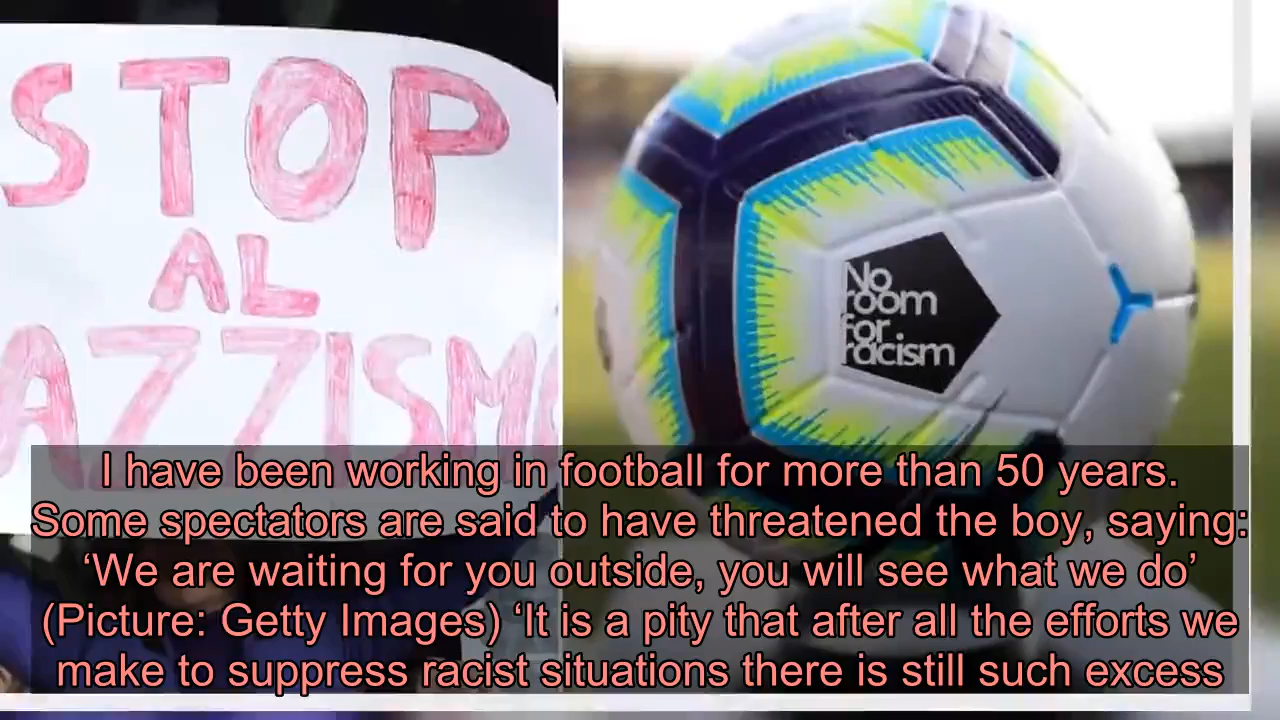 STOP
AL
AZZISM
No
room
for
racism
I have been working in football for more than 50 years.
Some spectators are said to have threatened the boy, saying:
‘We are waiting for you outside, you will see what we do’
(Picture: Getty Images) ‘It is a pity that after all the efforts we
make to suppress racist situations there is still such excess